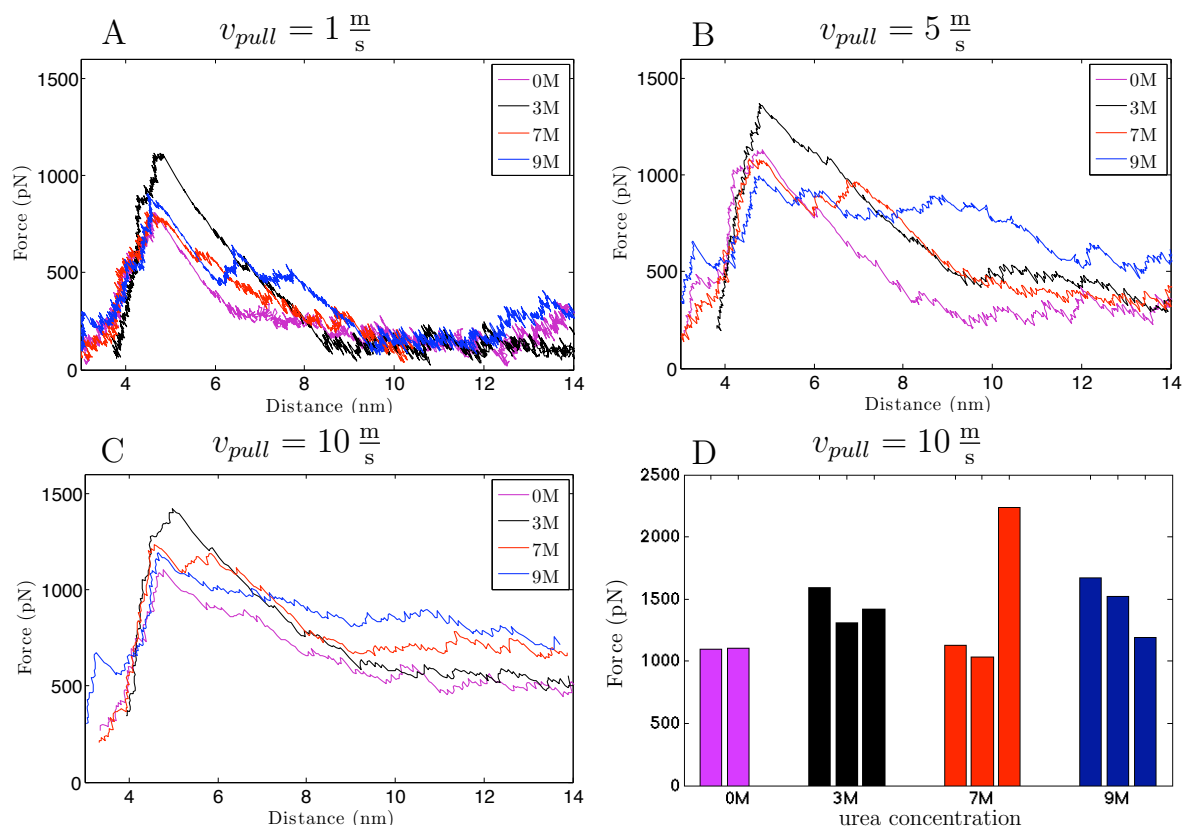 A
v_pull = 1 m/s
Force (pN)
1500
1000
500
0
0M
3M
7M
9M
4 6 8 10 12 14
Distance (nm)
B
v_pull = 5 m/s
Force (pN)
1500
1000
500
0
0M
3M
7M
9M
4 6 8 10 12 14
Distance (nm)
C
v_pull = 10 m/s
Force (pN)
1500
1000
500
0
0M
3M
7M
9M
4 6 8 10 12 14
Distance (nm)
D
v_pull = 10 m/s
Force (pN)
2500
2000
1500
1000
500
0
0M 3M 7M 9M
urea concentration